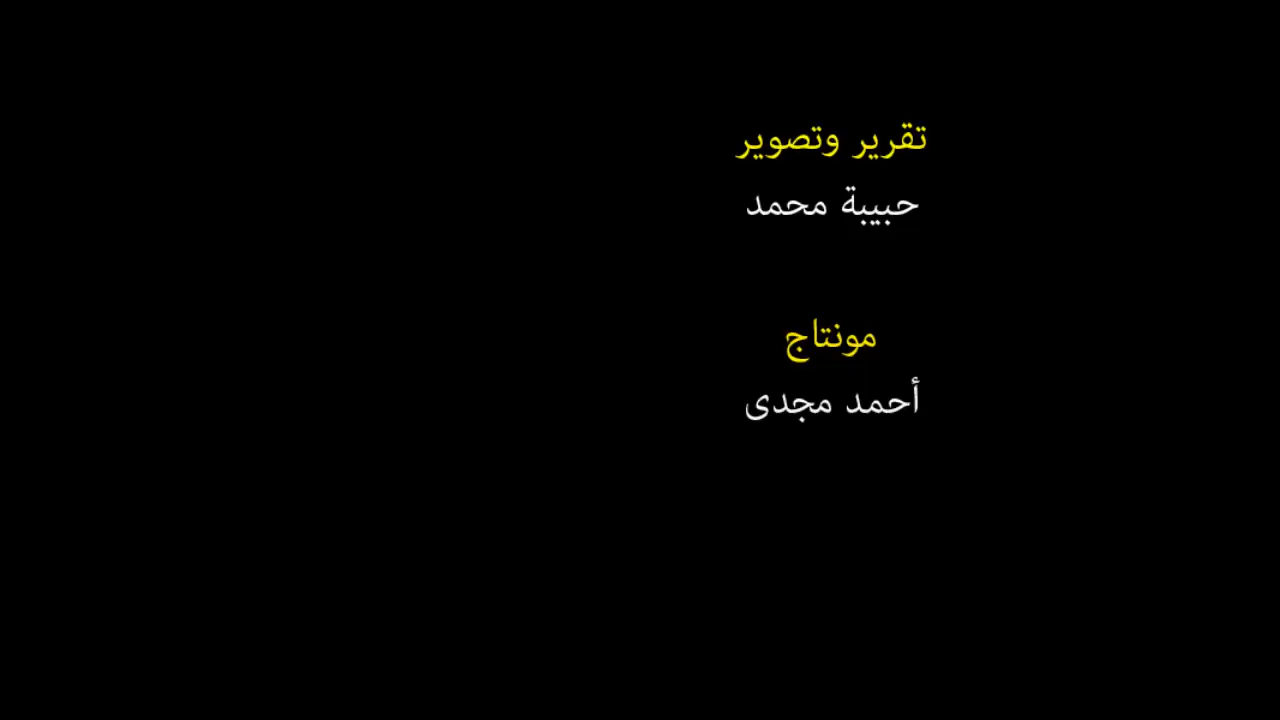 تقرير وتصوير
حبيبة محمد
مونتاج
أحمد مجدى